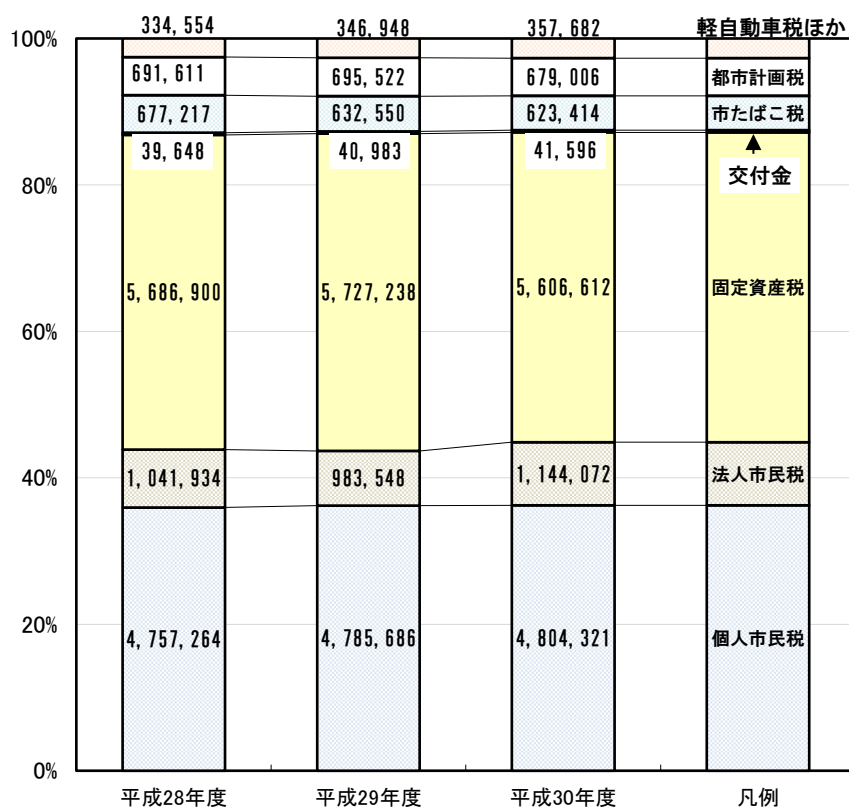 334,554 346,948 357,682 軽自動車税ほか
100%
691,611 695,522 679,006 都市計画税
677,217 632,550 623,414 市たばこ税
39,648 40,983 41,596
交付金
80%
5,686,900 5,727,238 5,606,612 固定資産税
60%
40%
1,041,934 983,548 1,144,072 法人市民税
20%
4,757,264 4,785,686 4,804,321 個人市民税
0%
平成28年度 平成29年度 平成30年度 凡例